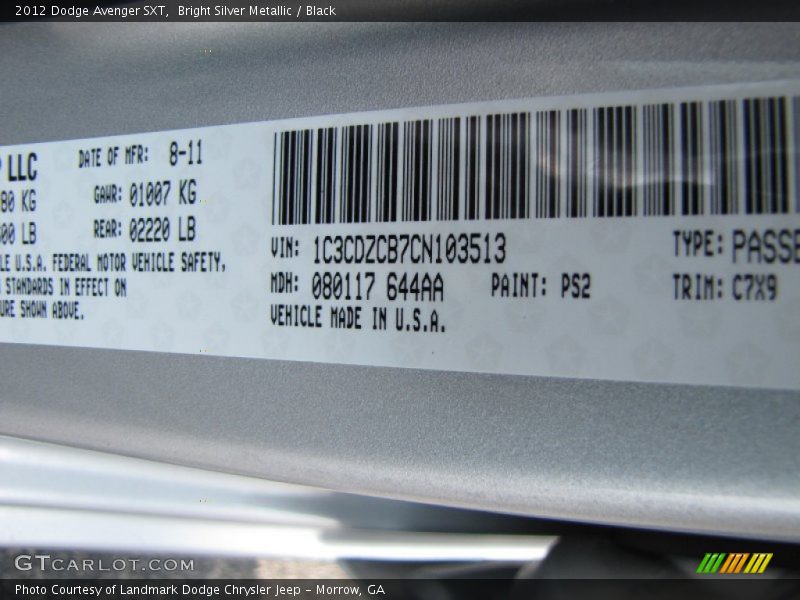 2012 Dodge Avenger SXT, Bright Silver Metallic / Black
LLC
DATE OF MFR: 8-11
80 KG
GAWR: 01007 KG
00 LB
REAR: 02220 LB
LE U.S.A. FEDERAL MOTOR VEHICLE SAFETY,
STANDARDS IN EFFECT ON
URE SHOWN ABOVE.
VIN: 1C3CDZCB7CN103513
TYPE: PASSE
MDH: 080117 644AA
PAINT: PS2
TRIM: C7X9
VEHICLE MADE IN U.S.A.
GTCARLOT.COM
Photo Courtesy of Landmark Dodge Chrysler Jeep - Morrow, GA